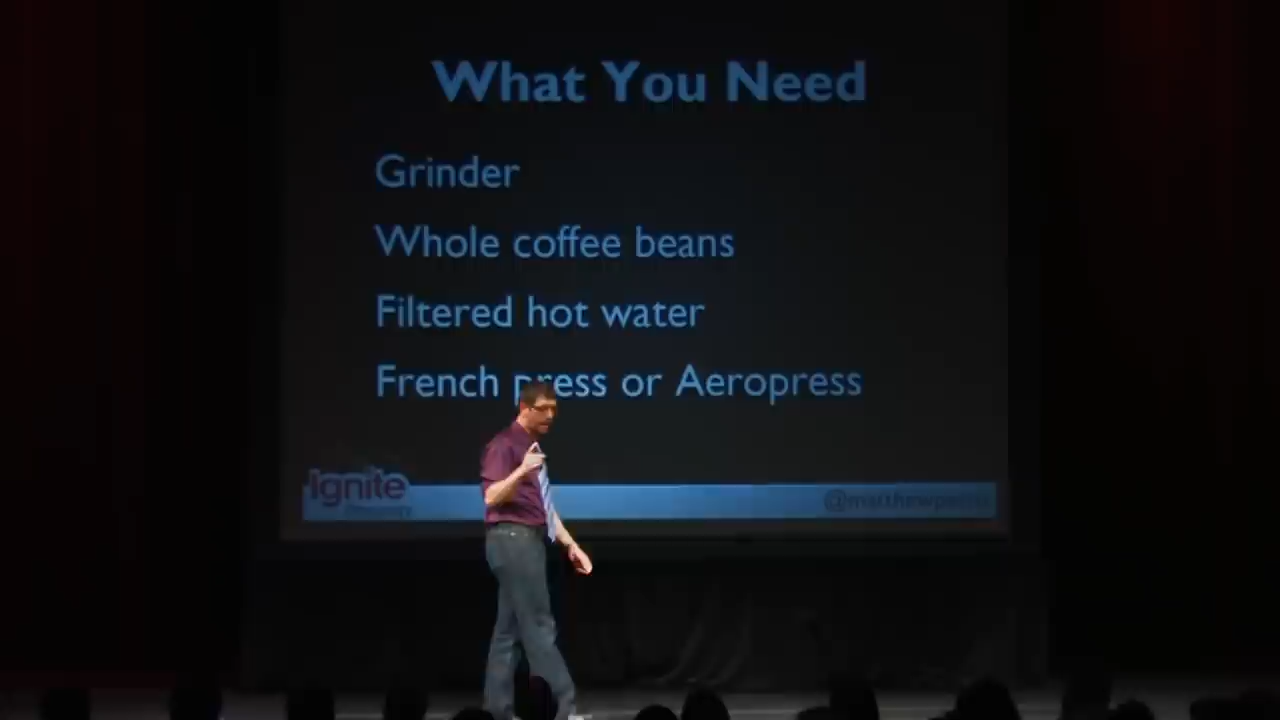 What You Need
Grinder
Whole coffee beans
Filtered hot water
French press or Aeropress
Ignite